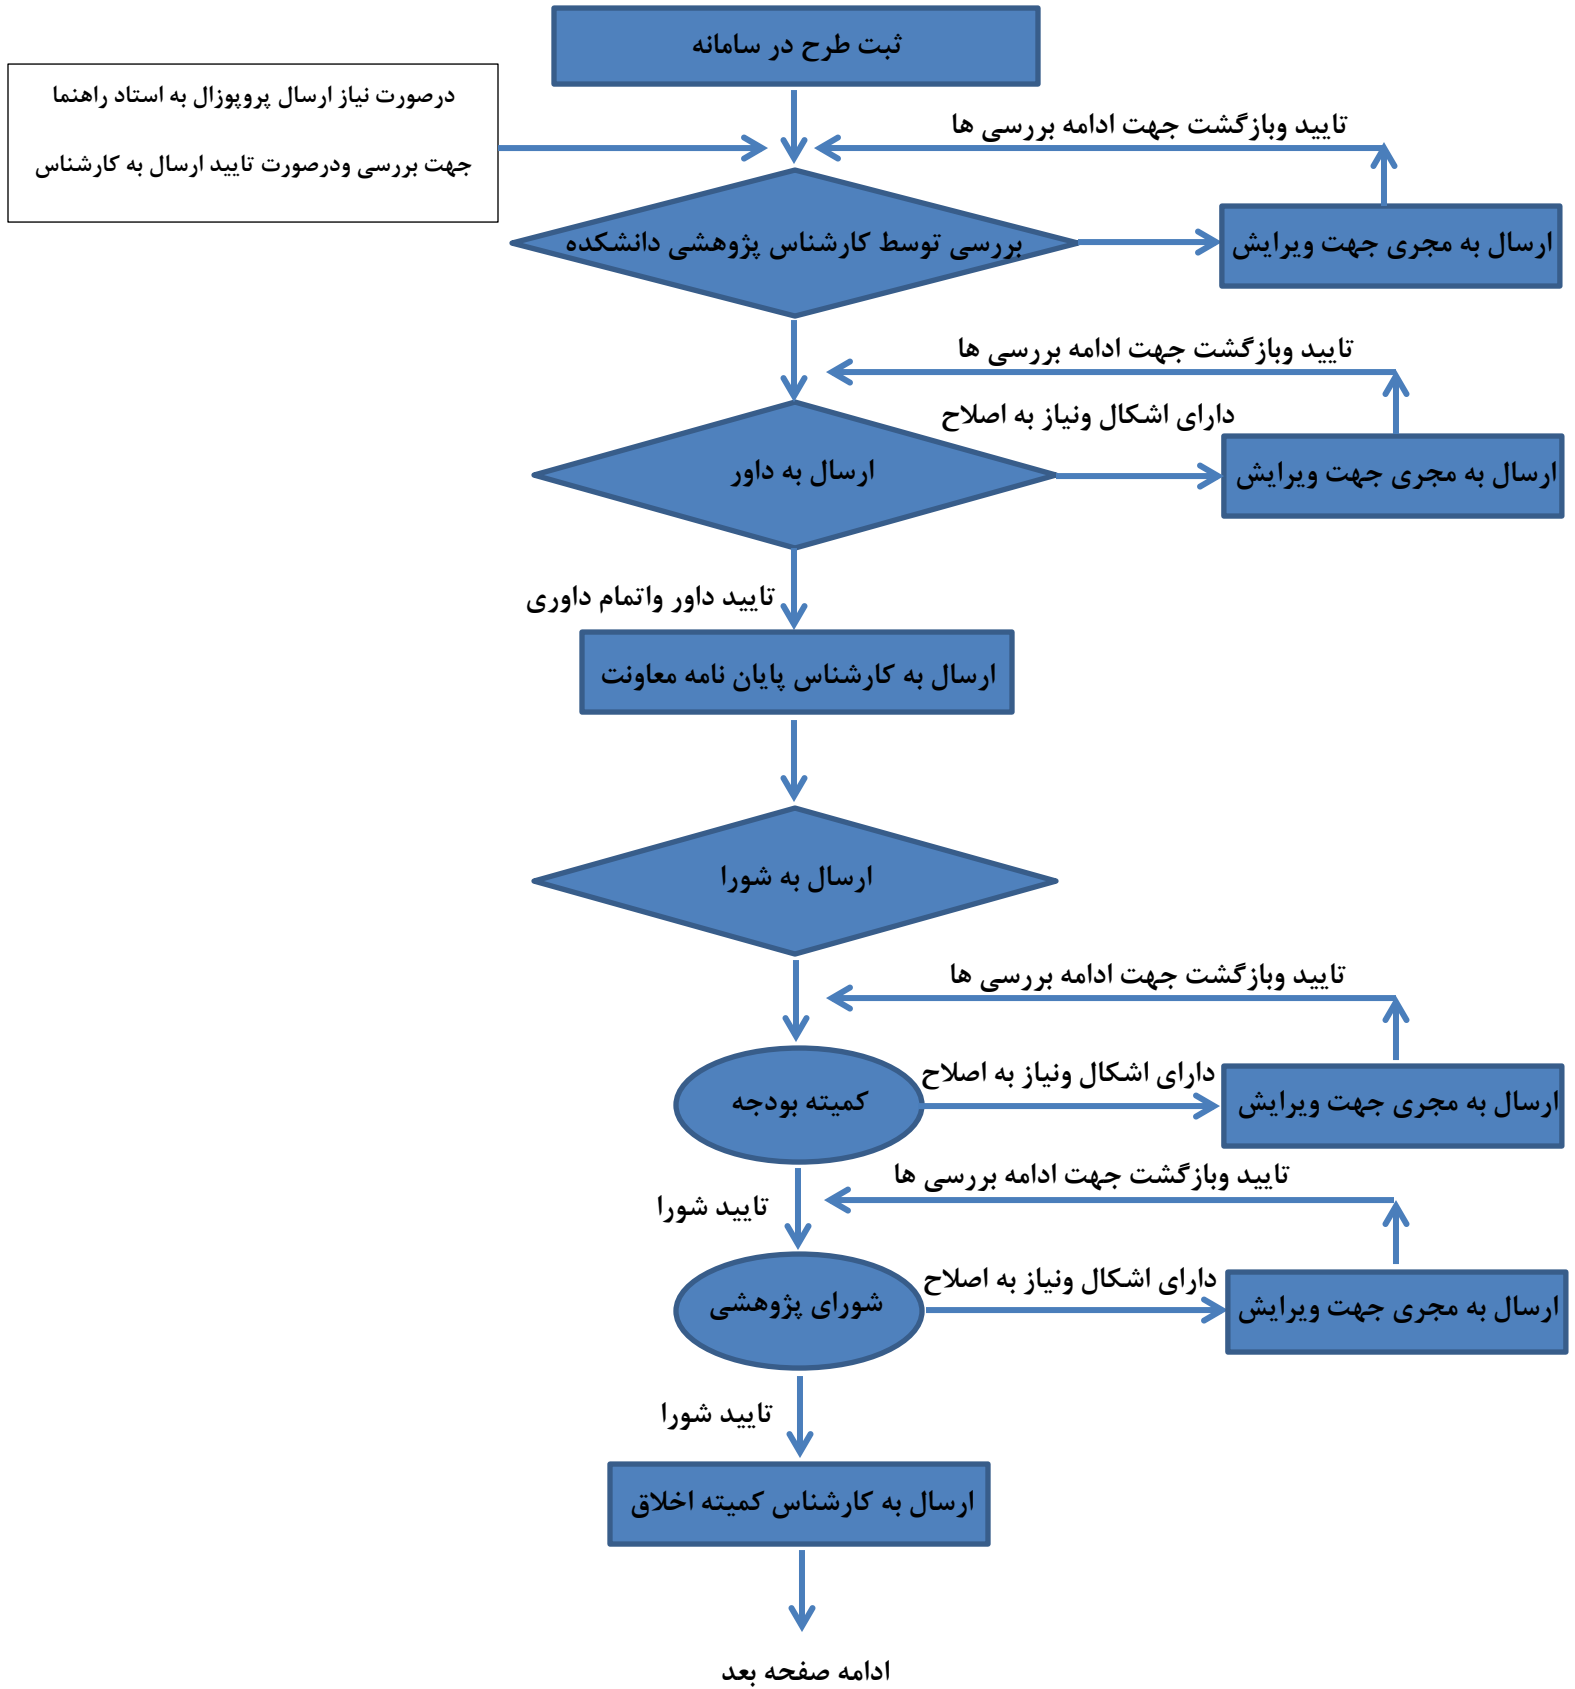 ثبت طرح در سامانه
درصورت نیاز ارسال پروپوزال به استاد راهنما
جهت بررسی ودرصورت تایید ارسال به کارشناس
تایید وبازگشت جهت ادامه بررسی ها
بررسی توسط کارشناس پژوهشی دانشکده
ارسال به مجری جهت ویرایش
تایید وبازگشت جهت ادامه بررسی ها
دارای اشکال ونیاز به اصلاح
ارسال به داور
ارسال به مجری جهت ویرایش
تایید داور واتمام داوری
ارسال به کارشناس پایان نامه معاونت
ارسال به شورا
تایید وبازگشت جهت ادامه بررسی ها
دارای اشکال ونیاز به اصلاح
کمیته بودجه
ارسال به مجری جهت ویرایش
تایید وبازگشت جهت ادامه بررسی ها
تایید شورا
دارای اشکال ونیاز به اصلاح
شورای پژوهشی
ارسال به مجری جهت ویرایش
تایید شورا
ارسال به کارشناس کمیته اخلاق
ادامه صفحه بعد